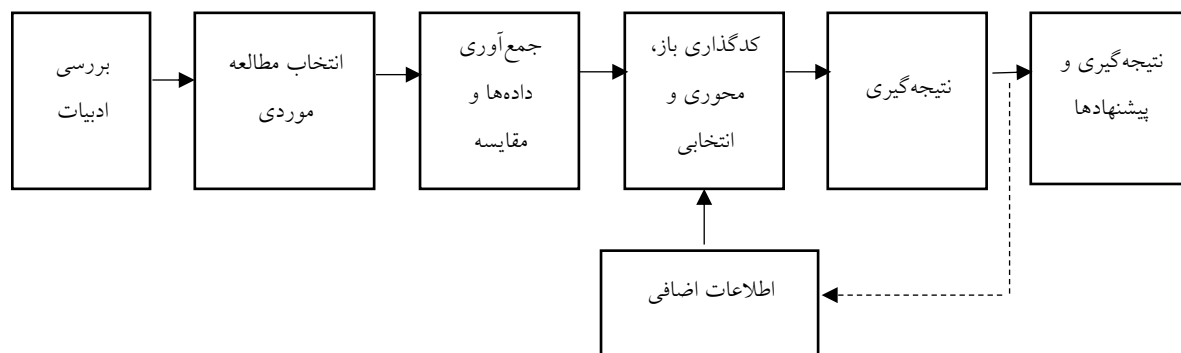 بررسی
ادبیات
انتخاب مطالعه
موردی
جمع‌آوری
داده‌ها و
مقایسه
کدگذاری باز،
محوری و
انتخابی
نتیجه‌گیری
نتیجه‌گیری و
پیشنهادها
اطلاعات اضافی